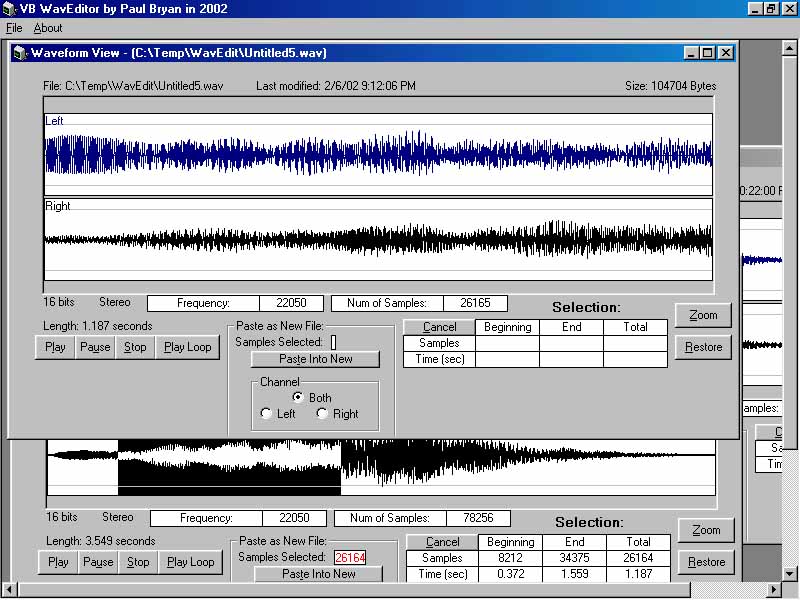 VB WavEditor by Paul Bryan in 2002
File About
Waveform View - (C:\Temp\WavEdit\Untitled5.wav)
File: C:\Temp\WavEdit\Untitled5.wav Last modified: 2/6/02 9:12:06 PM Size: 104704 Bytes
Left
0:22:00 P
Right
16 bits Stereo Frequency: 22050 Num of Samples: 26165 Selection: Zoom
Length: 1.187 seconds Paste as New File: Cancel Beginning End Total
Play Pause Stop Play Loop Samples Selected: Samples Restore
Paste Into New Time (sec)
Channel
Both
Left Right
amples:
C
Sa
Tim
16 bits Stereo Frequency: 22050 Num of Samples: 78256 Selection: Zoom
Length: 3.549 seconds Paste as New File: Cancel Beginning End Total
Play Pause Stop Play Loop Samples Selected: 26164 Samples 8212 34375 26164 Restore
Paste Into New Time (sec) 0.372 1.559 1.187